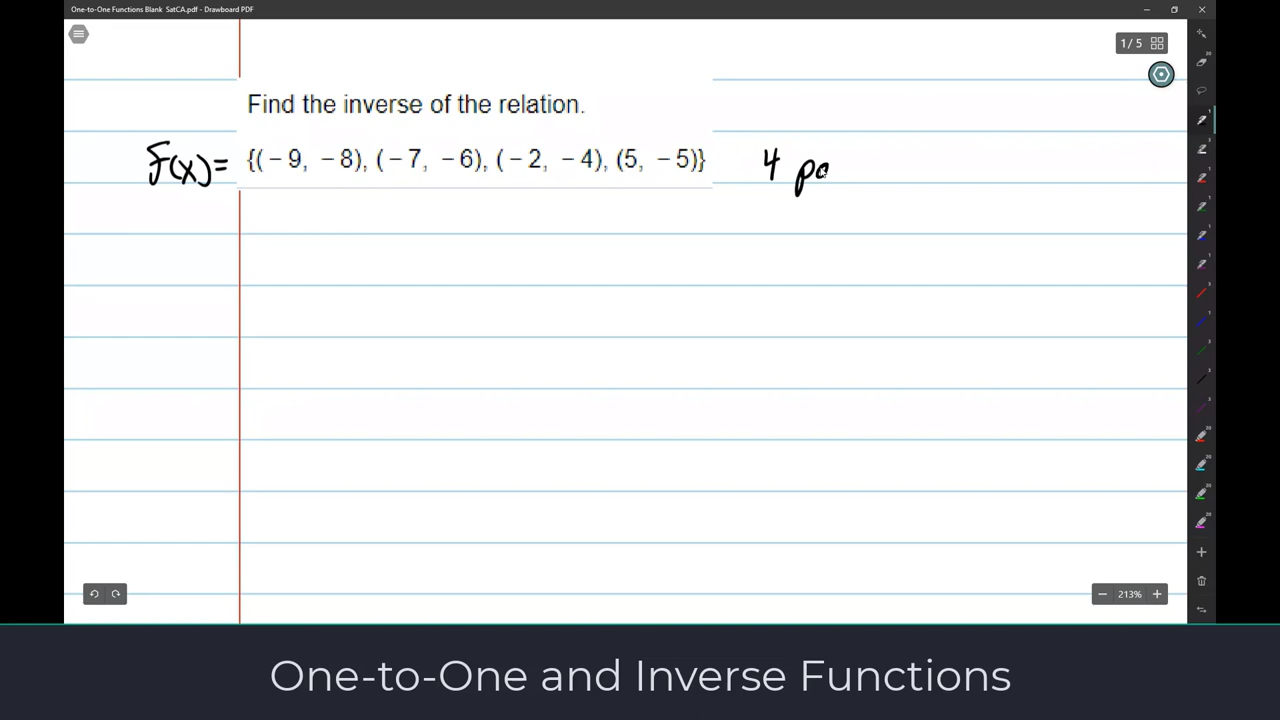 One-to-One Functions Blank SatCA.pdf - Drawboard PDF
1 / 5
Find the inverse of the relation.
F(x)= {(-9, -8), (-7, -6), (-2, -4), (5, -5)} 4 po
213%
One-to-One and Inverse Functions